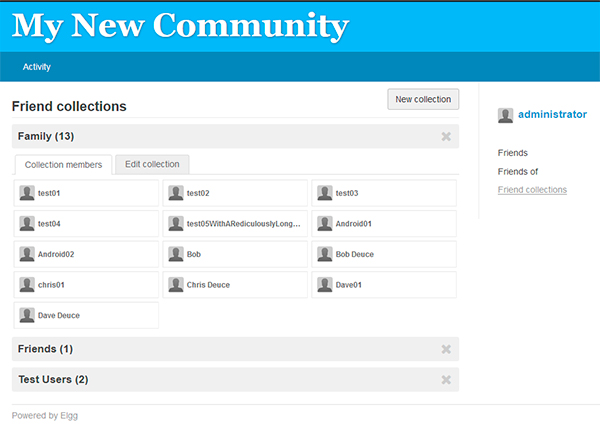 My New Community
Activity
Friend collections
New collection
Family (13)
Collection members
Edit collection
test01
test02
test03
test04
test05WithARediculouslyLong...
Android01
Android02
Bob
Bob Deuce
chris01
Chris Deuce
Dave01
Dave Deuce
Friends (1)
Test Users (2)
administrator
Friends
Friends of
Friend collections
Powered by Elgg